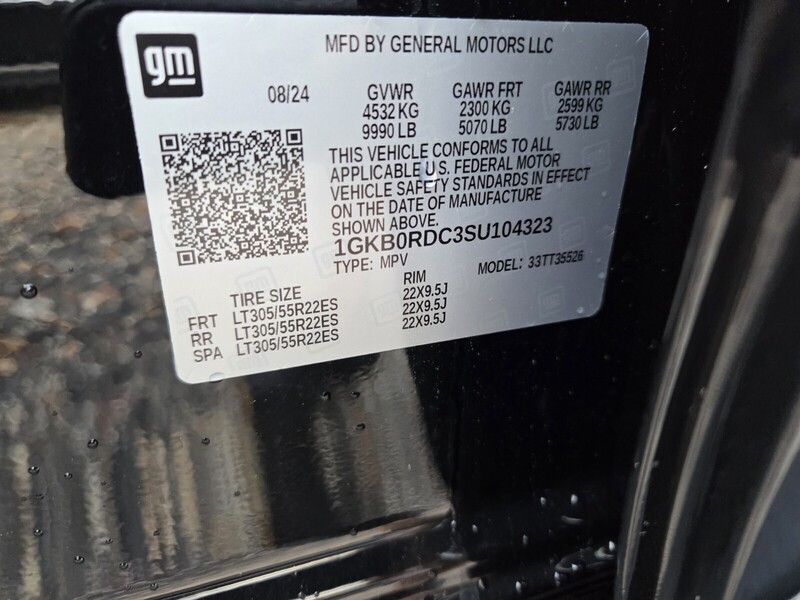 gm
MFD BY GENERAL MOTORS LLC
08/24 GVWR GAWR FRT GAWR RR
4532 KG 2300 KG 2599 KG
9990 LB 5070 LB 5730 LB
THIS VEHICLE CONFORMS TO ALL
APPLICABLE U.S. FEDERAL MOTOR
VEHICLE SAFETY STANDARDS IN EFFECT
ON THE DATE OF MANUFACTURE
SHOWN ABOVE.
1GKB0RDC3SU104323
TYPE: MPV MODEL: 33TT35526
TIRE SIZE RIM
FRT LT305/55R22ES 22X9.5J
RR LT305/55R22ES 22X9.5J
SPA LT305/55R22ES 22X9.5J